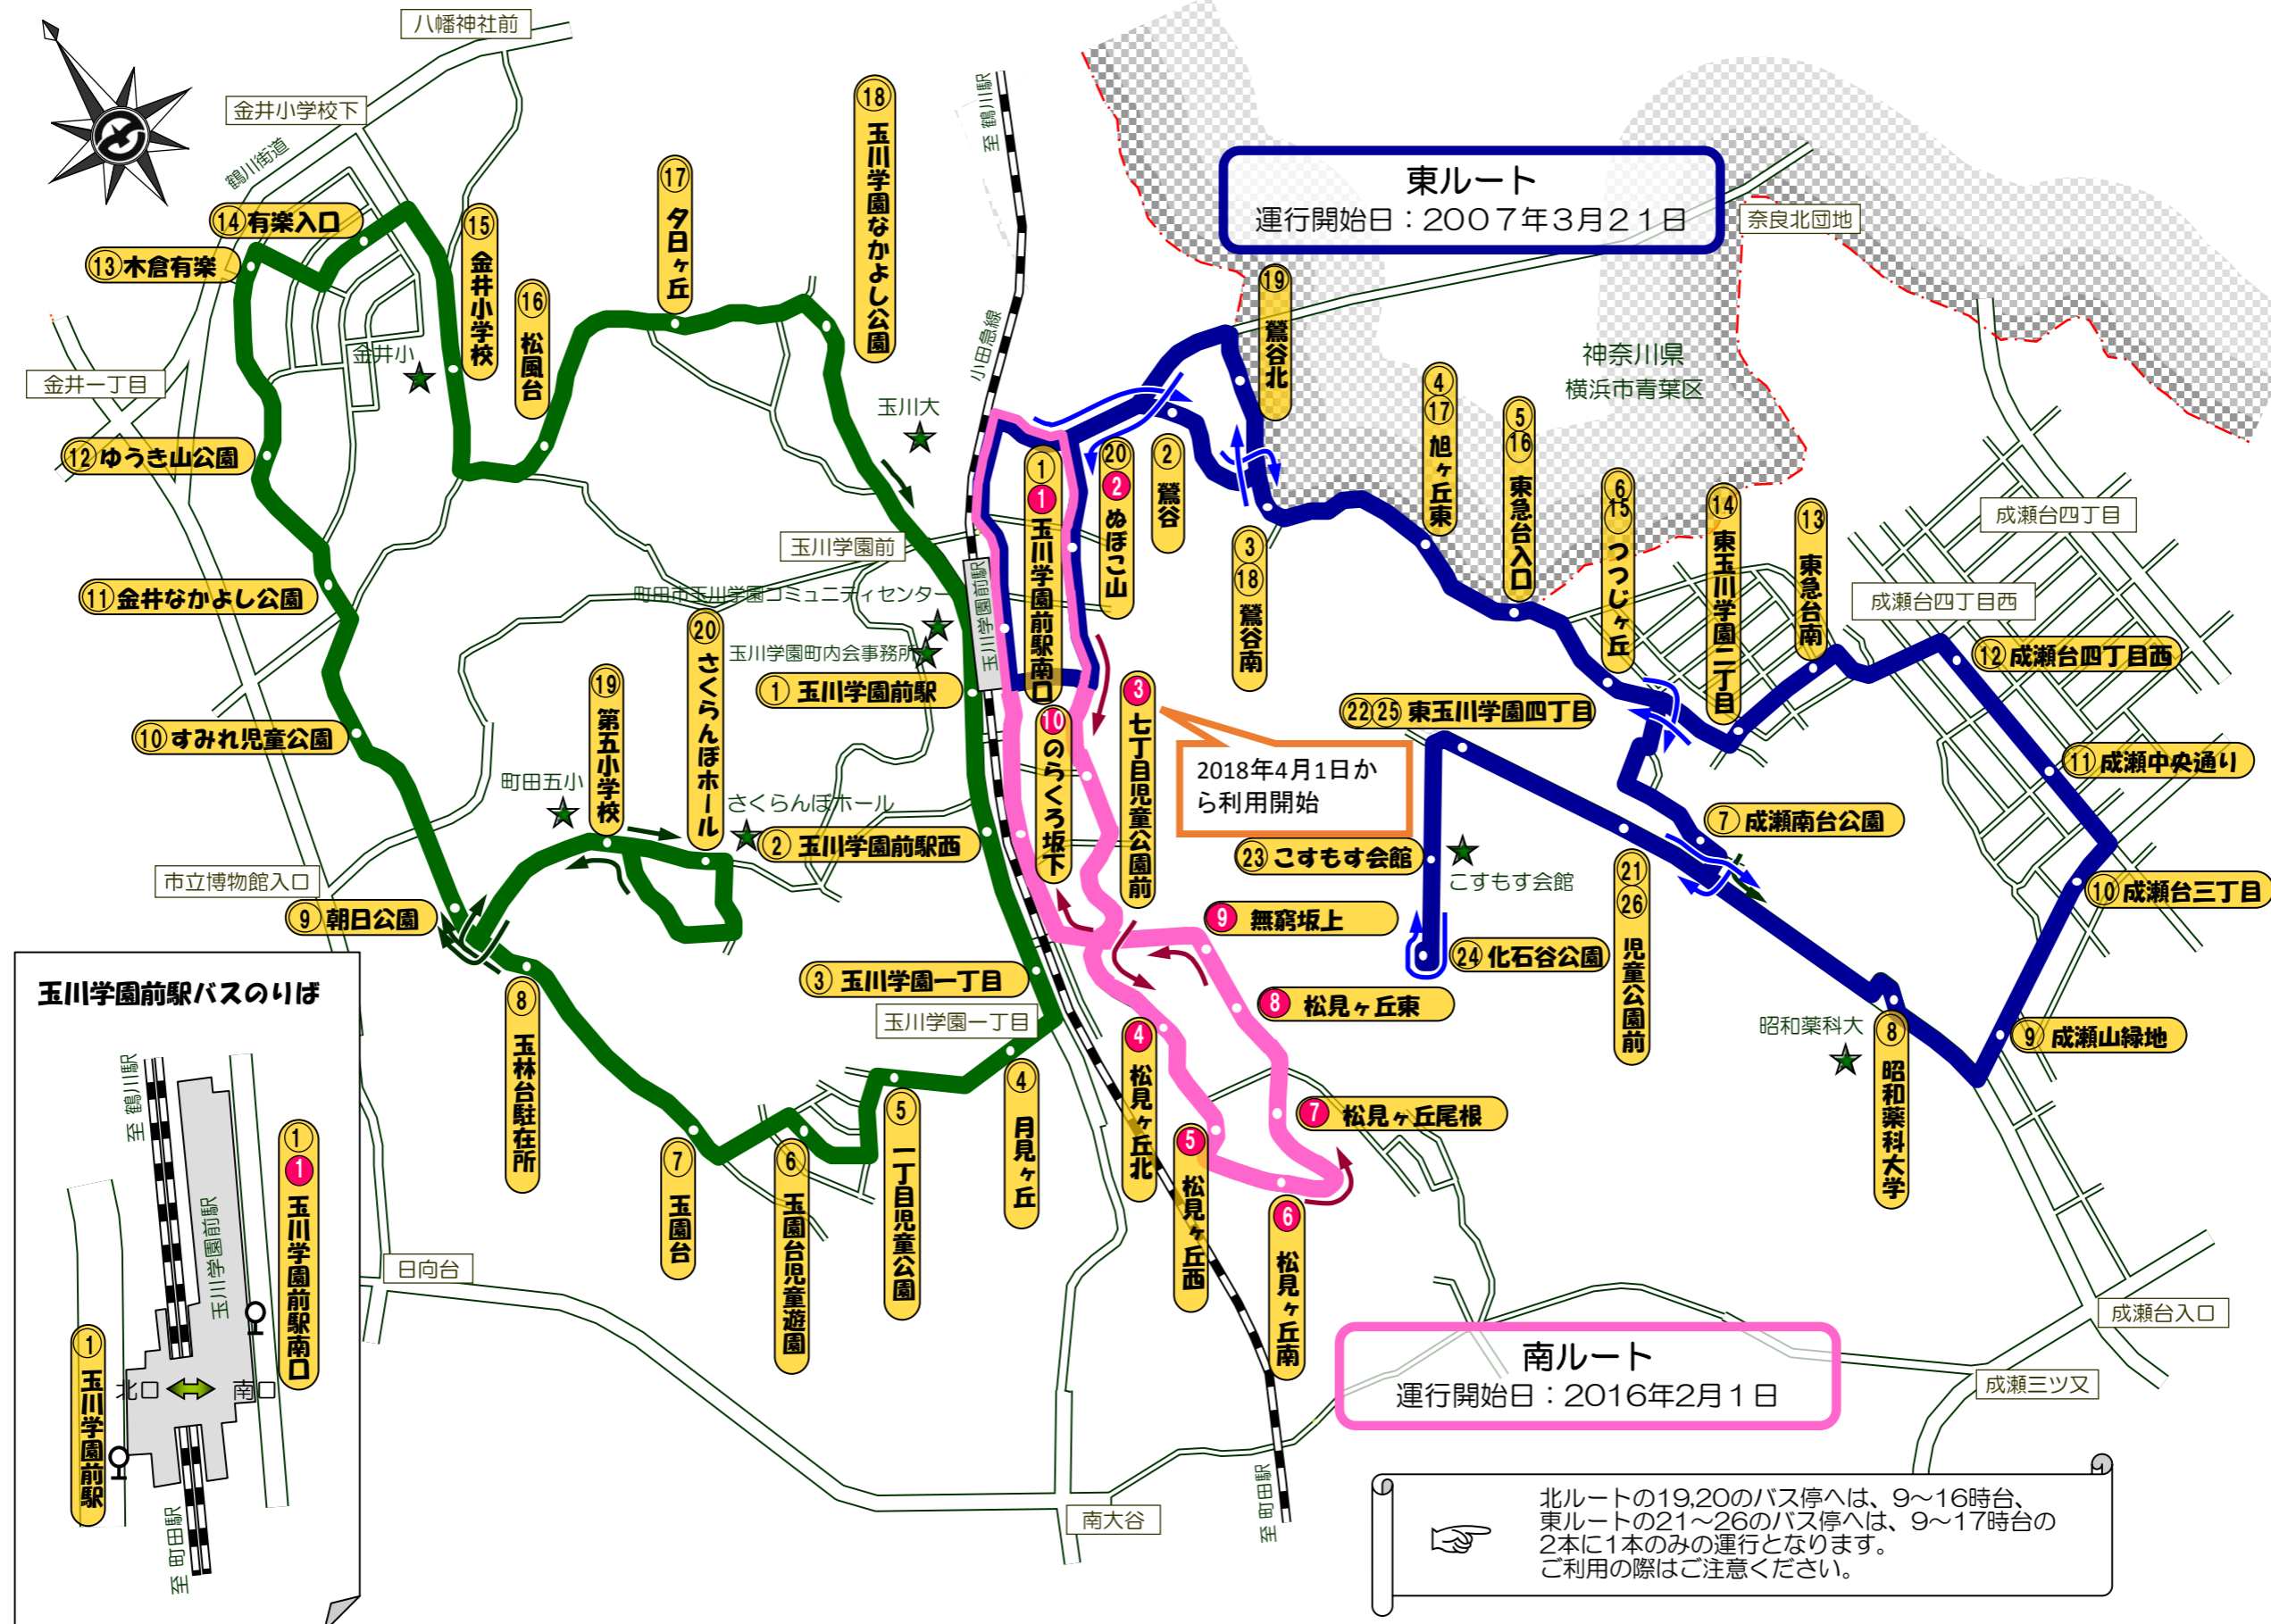 八幡神社前
金井小学校下
鶴川街道
⑭有楽入口
⑬木倉有楽
⑮金井小学校
⑯松風台
⑰夕日ヶ丘
⑱玉川学園なかよし公園
至 鶴川駅
小田急線
東ルート
運行開始日：2007年3月21日
奈良北団地
神奈川県
横浜市青葉区
金井一丁目
金井小
⑫ゆうき山公園
玉川大
⑲鶯谷北
④⑰旭ヶ丘東
⑤⑯東急台入口
⑥⑮つつじヶ丘
⑭東玉川学園二丁目
⑬東急台南
成瀬台四丁目
成瀬台四丁目西
⑫成瀬台四丁目西
①❶玉川学園前駅南口
⑳❷ぬぼこ山
②鶯谷
③⑱鶯谷南
玉川学園前
町田市玉川学園コミュニティセンター
玉川学園町内会事務所
玉川学園前駅
①玉川学園前駅
⑪金井なかよし公園
⑩すみれ児童公園
⑲第五小学校
⑳さくらんぼホール
町田五小
さくらんぼホール
②玉川学園前駅西
❿のらくろ坂下
❸七丁目児童公園前
2018年4月1日か
ら利用開始
㉒㉕東玉川学園四丁目
㉓こすもす会館
こすもす会館
⑦成瀬南台公園
⑪成瀬中央通り
⑩成瀬台三丁目
市立博物館入口
⑨朝日公園
❾無窮坂上
㉔化石谷公園
㉑㉖児童公園前
③玉川学園一丁目
玉川学園一丁目
❽松見ヶ丘東
昭和薬科大
⑧昭和薬科大学
⑨成瀬山緑地
⑧玉林台駐在所
⑦玉園台
⑥玉園台児童遊園
⑤一丁目児童公園
④月見ヶ丘
❹松見ヶ丘北
❺松見ヶ丘西
❼松見ヶ丘尾根
❻松見ヶ丘南
玉川学園前駅バスのりば
至 鶴川駅
玉川学園前駅
①❶玉川学園前駅南口
北口
南口
①玉川学園前駅
至 町田駅
日向台
南大谷
至 町田駅
成瀬台入口
成瀬三ツ又
南ルート
運行開始日：2016年2月1日
北ルートの19,20のバス停へは、9～16時台、
東ルートの21～26のバス停へは、9～17時台の
2本に1本のみの運行となります。
ご利用の際はご注意ください。